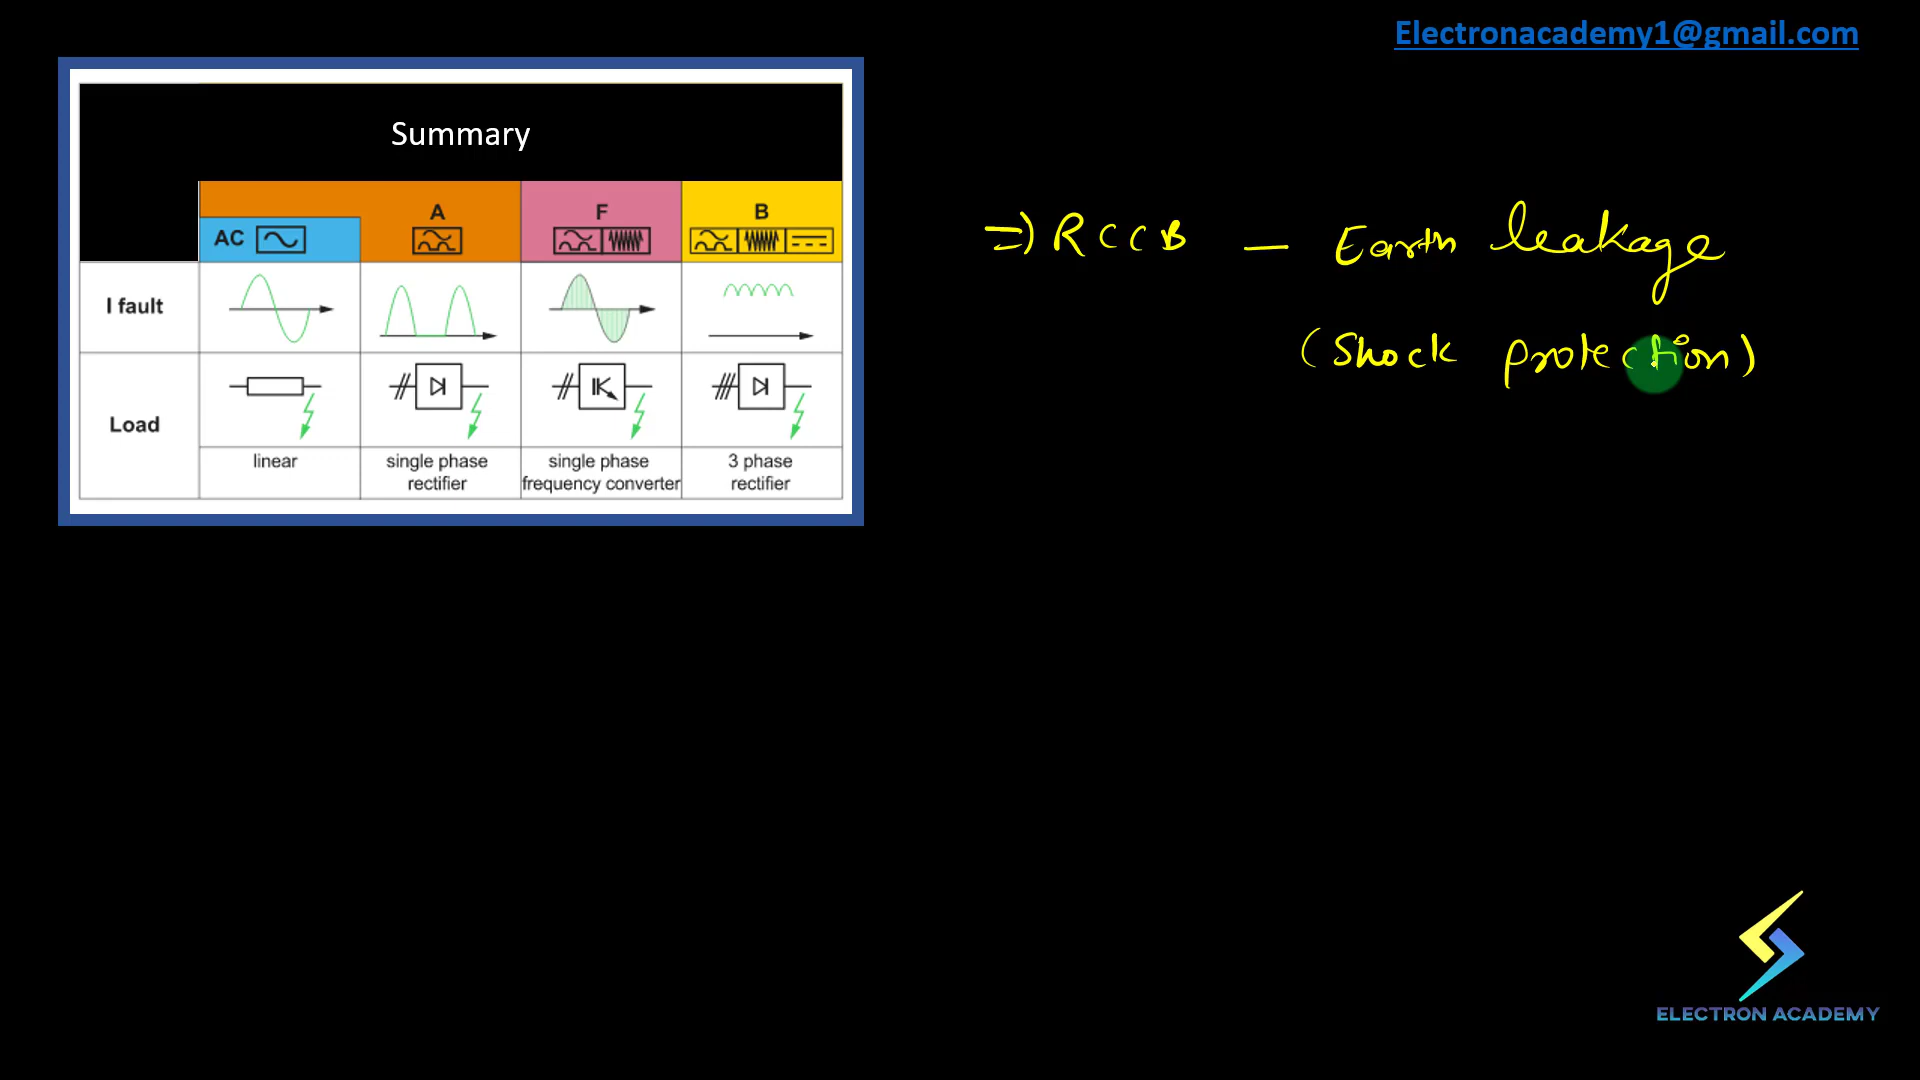 Electronacademy1@gmail.com
Summary
AC
A
F
B
I fault
Load
linear
single phase
rectifier
single phase
frequency converter
3 phase
rectifier
=> RCCB - Earth leakage
(Shock protection)
ELECTRON ACADEMY